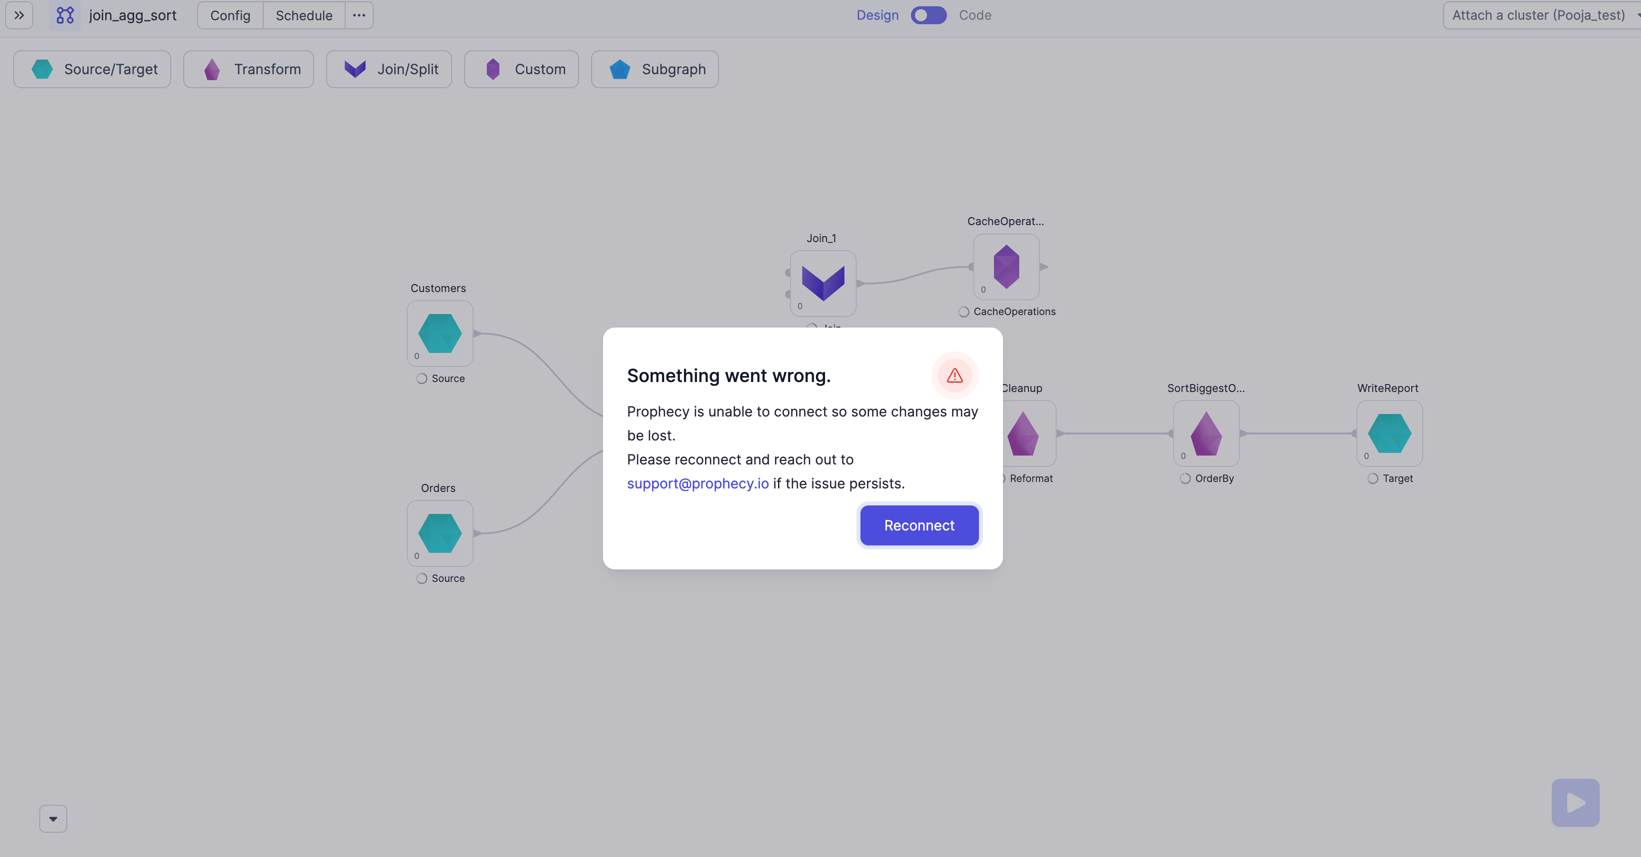 join_agg_sort
Config
Schedule
Design
Code
Attach a cluster (Pooja_test)
Source/Target
Transform
Join/Split
Custom
Subgraph
CacheOperat...
Join_1
0
0
CacheOperations
Customers
0
Source
Something went wrong.
Prophecy is unable to connect so some changes may
be lost.
Please reconnect and reach out to
support@prophecy.io if the issue persists.
Reconnect
Cleanup
Reformat
SortBiggestO...
0
OrderBy
WriteReport
0
Target
Orders
0
Source